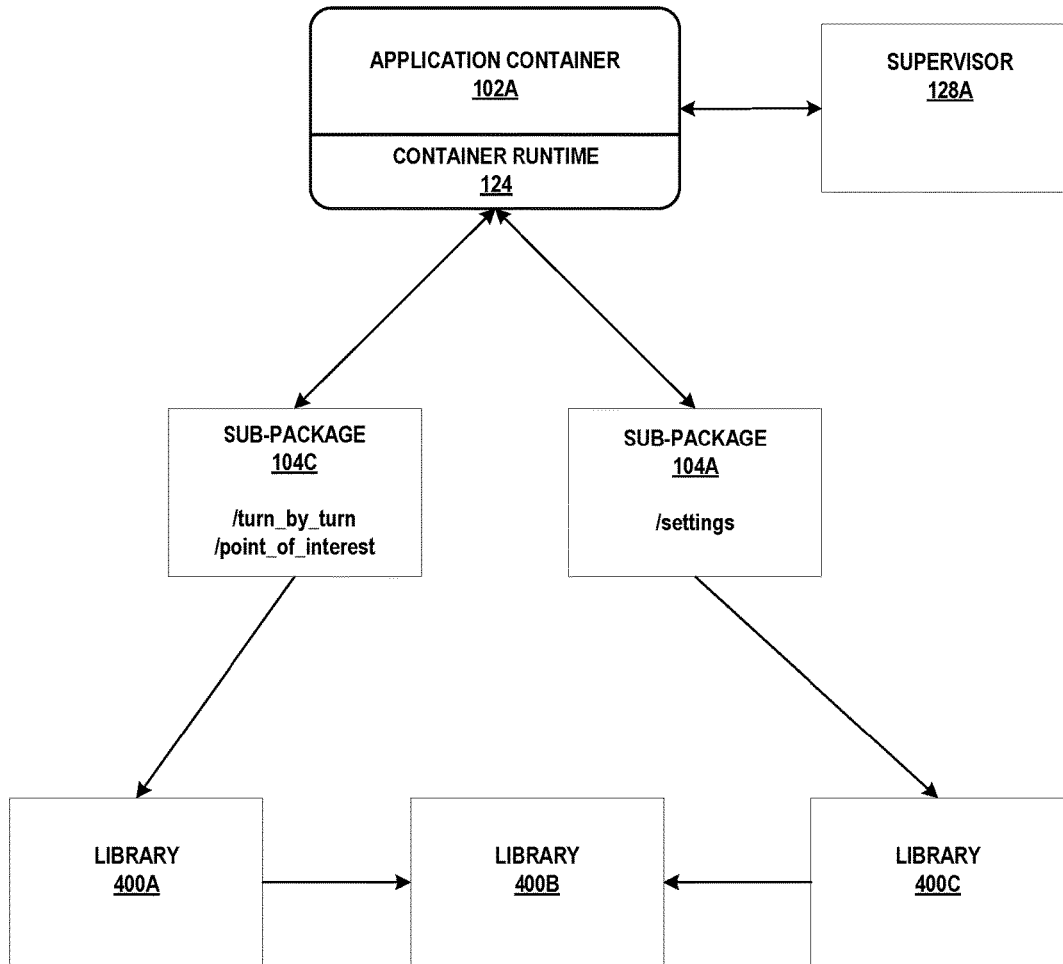 APPLICATION CONTAINER
102A
CONTAINER RUNTIME
124
SUPERVISOR
128A
SUB-PACKAGE
104C
/turn_by_turn
/point_of_interest
SUB-PACKAGE
104A
/settings
LIBRARY
400A
LIBRARY
400B
LIBRARY
400C